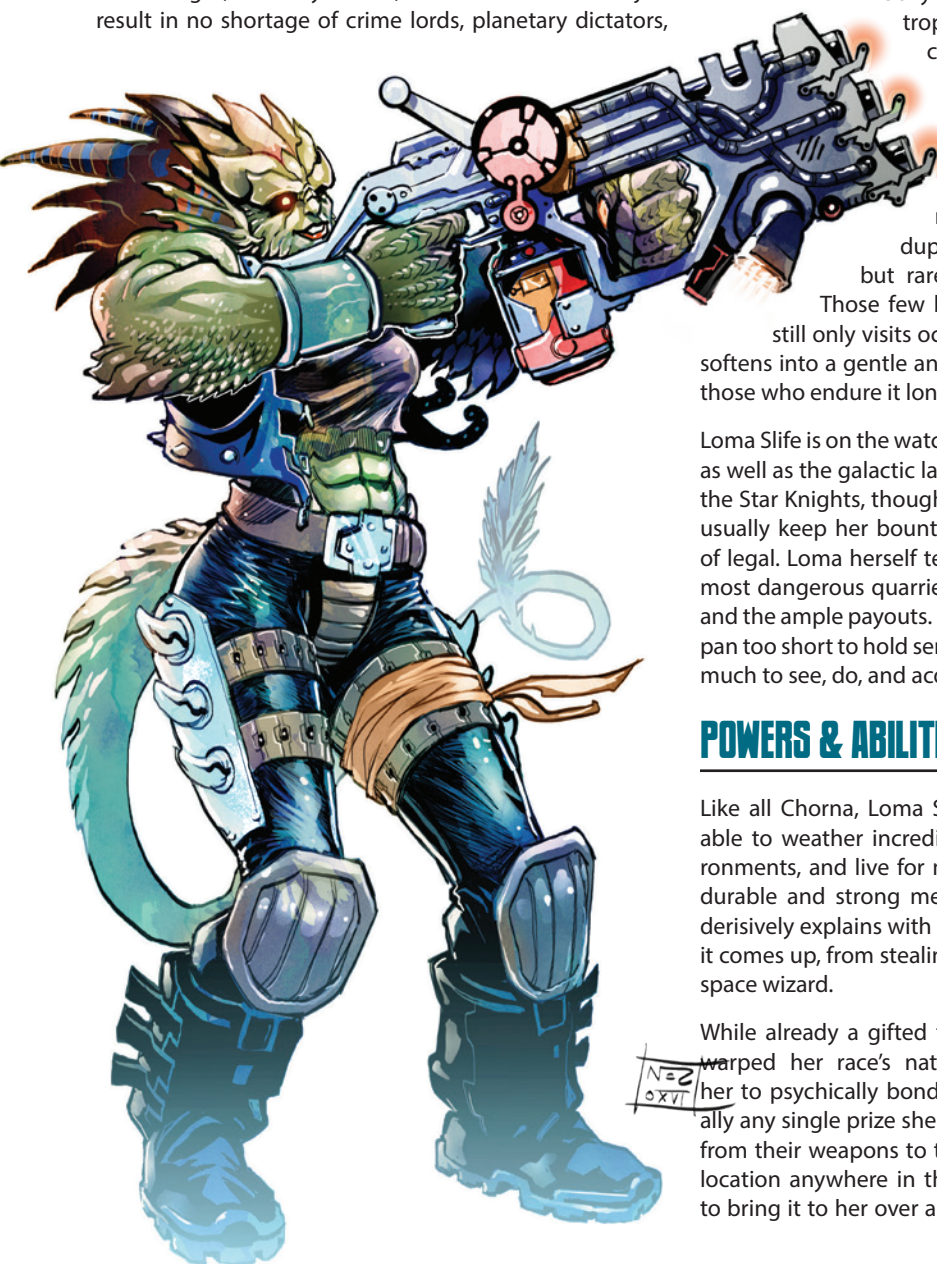 result in no shortage of crime lords, planetary dictators,
trop
c
dup
but rare
Those few
still only visits oc
softens into a gentle an
those who endure it lon
Loma Slife is on the watc
as well as the galactic la
the Star Knights, though
usually keep her bount
of legal. Loma herself te
most dangerous quarrie
and the ample payouts.
pan too short to hold ser
much to see, do, and acc
POWERS & ABILITI
Like all Chorna, Loma S
able to weather incredi
ronments, and live for
durable and strong me
derisively explains with
it comes up, from stealin
space wizard.
While already a gifted
warped her race's nat
her to psychically bond
ally any single prize she
from their weapons to t
location anywhere in th
to bring it to her over a
N=2
OXVI